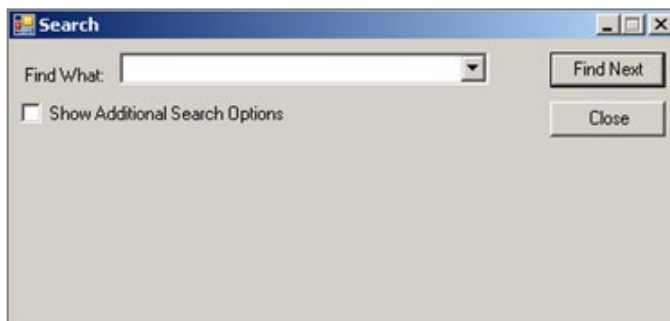 Search
Find What:
Find Next
Show Additional Search Options
Close